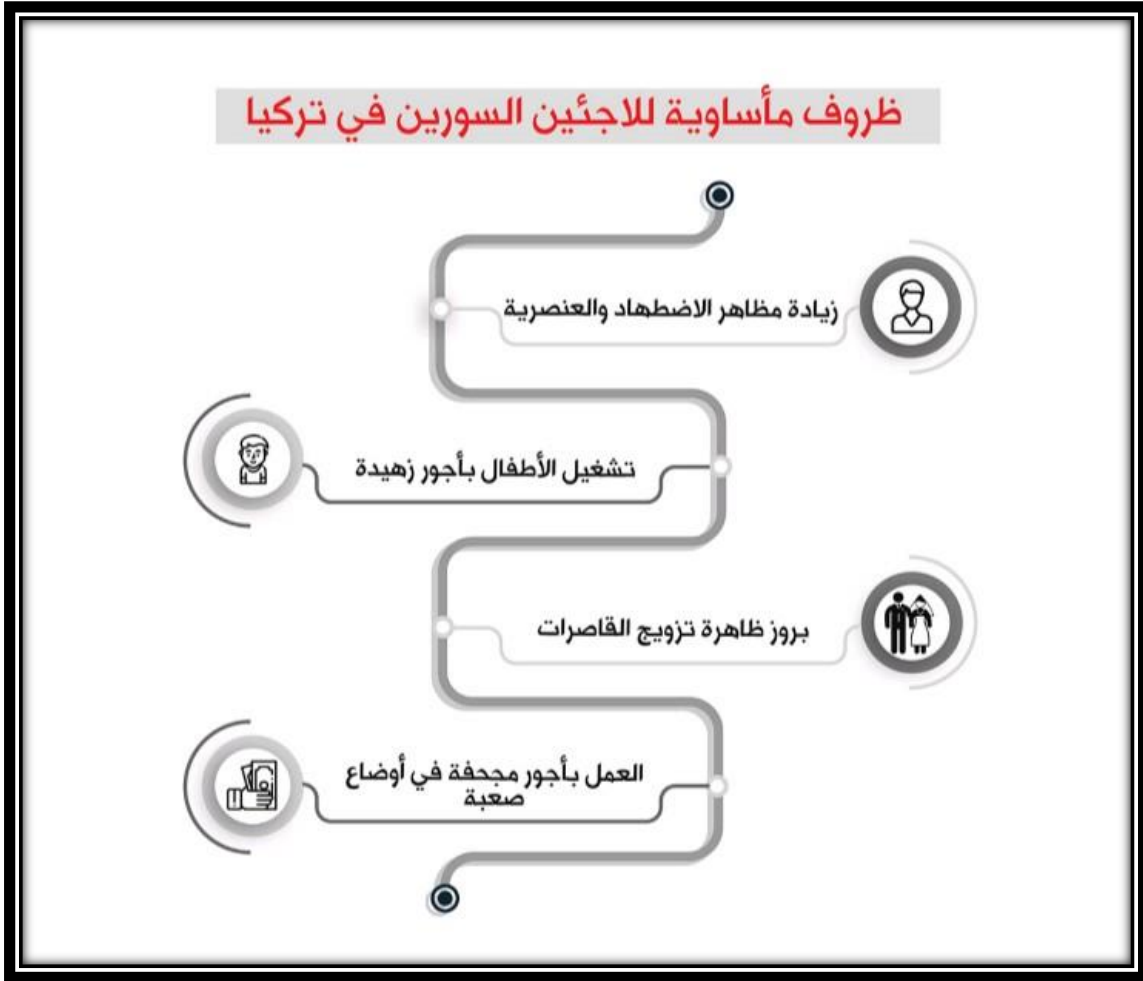 ظروف مأساوية للاجئين السورين في تركيا
زيادة مظاهر الاضطهاد والعنصرية
تشغيل الأطفال بأجور زهيدة
بروز ظاهرة تزويج القاصرات
العمل بأجور مجحفة في أوضاع
صعبة